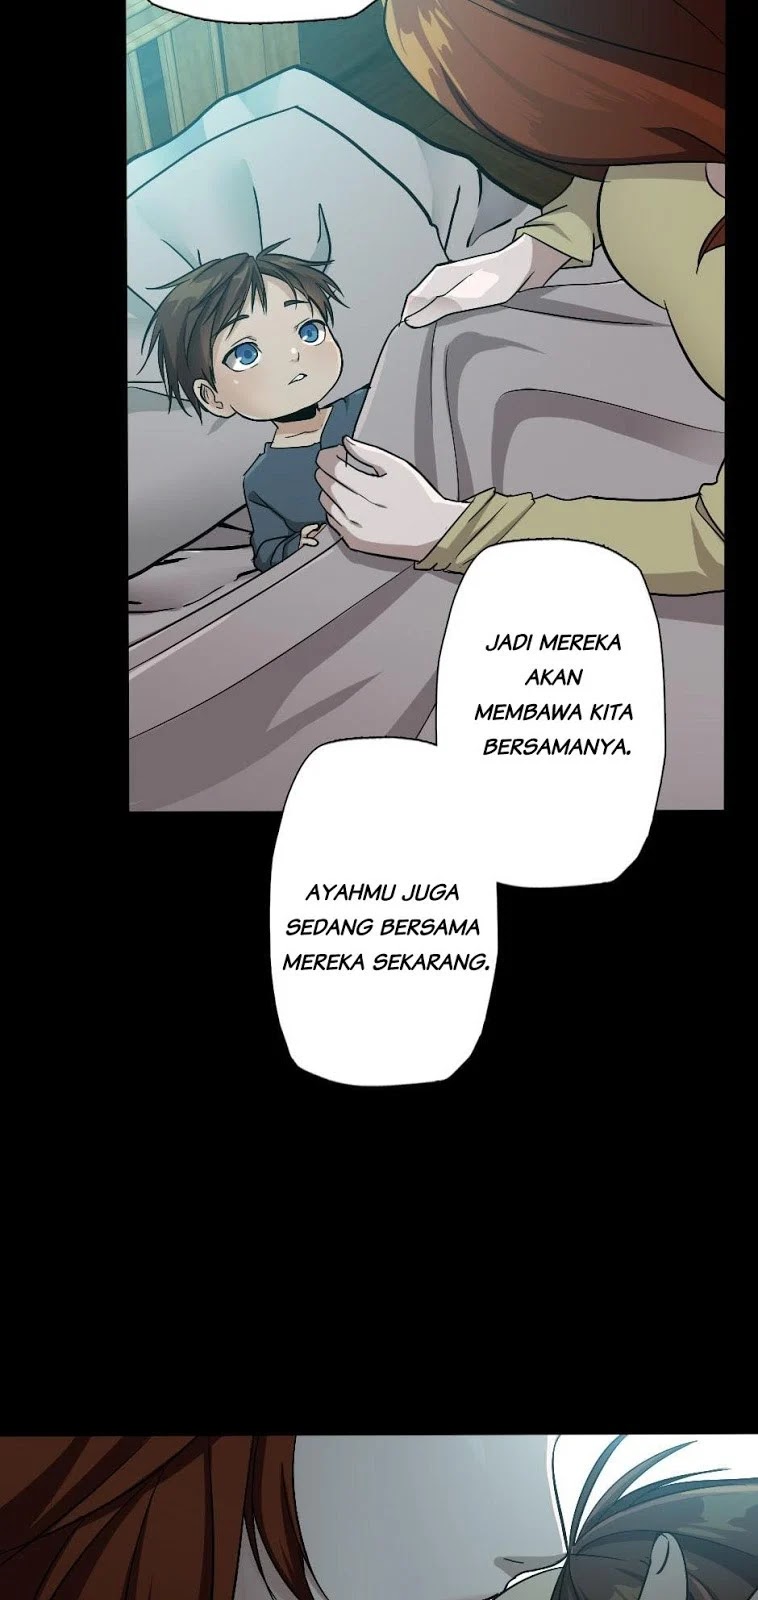 JADI MEREKA
AKAN
MEMBAWA KITA
BERSAMANYA.
AYAHMU JUGA
SEDANG BERSAMA
MEREKA SEKARANG.